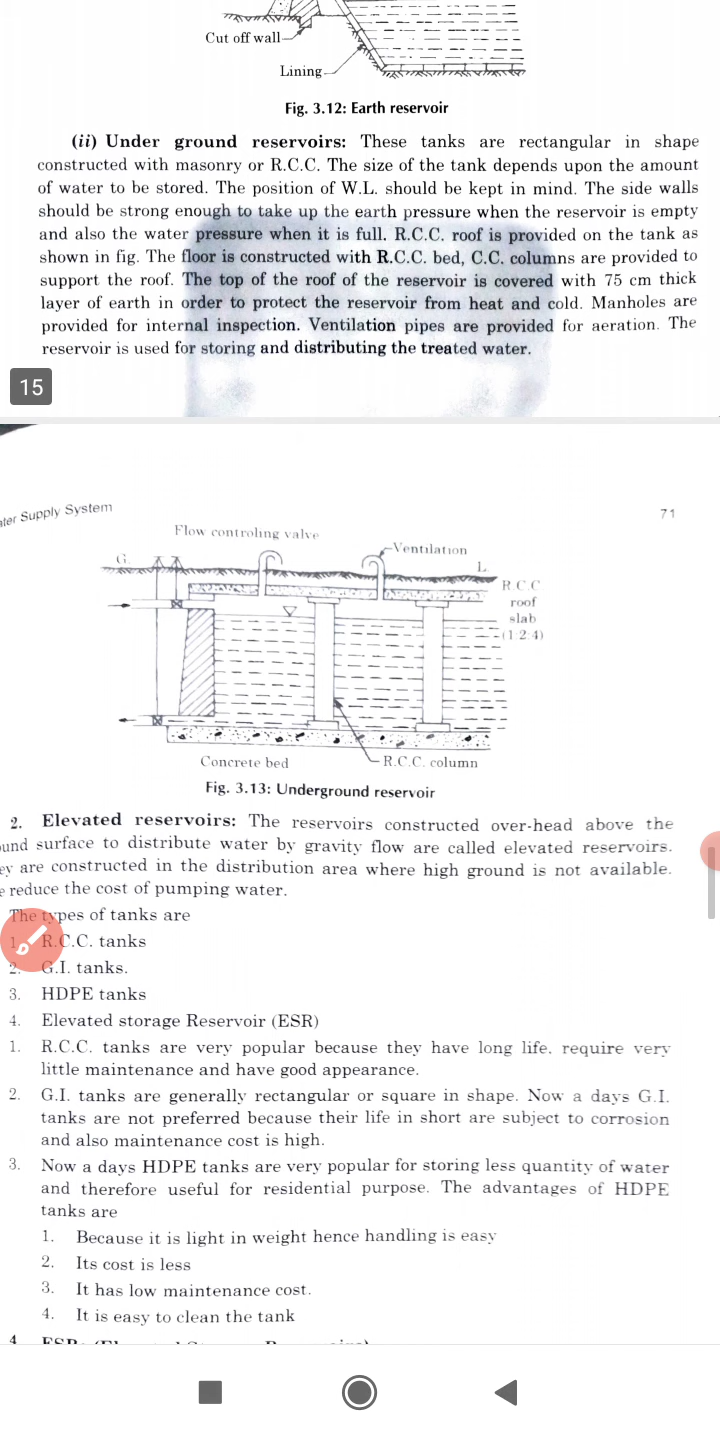 Cut off wall
Lining
Fig. 3.12: Earth reservoir
(ii) Under ground reservoirs: These tanks are rectangular in shape
constructed with masonry or R.C.C. The size of the tank depends upon the amount
of water to be stored. The position of W.L. should be kept in mind. The side walls
should be strong enough to take up the earth pressure when the reservoir is empty
and also the water pressure when it is full. R.C.C. roof is provided on the tank as
shown in fig. The floor is constructed with R.C.C. bed, C.C. columns are provided to
support the roof. The top of the roof of the reservoir is covered with 75 cm thick
layer of earth in order to protect the reservoir from heat and cold. Manholes are
provided for internal inspection. Ventilation pipes are provided for aeration. The
reservoir is used for storing and distributing the treated water.
15
ater Supply System
71
Flow controling valve
Ventilation
G.
L
R.C.C
roof
slab
(1:2:4)
Concrete bed
R.C.C. column
Fig. 3.13: Underground reservoir
2. Elevated reservoirs: The reservoirs constructed over-head above the
und surface to distribute water by gravity flow are called elevated reservoirs.
ey are constructed in the distribution area where high ground is not available.
e reduce the cost of pumping water.
The types of tanks are
1. R.C.C. tanks
2. G.I. tanks.
3. HDPE tanks
4. Elevated storage Reservoir (ESR)
1. R.C.C. tanks are very popular because they have long life. require very
little maintenance and have good appearance.
2. G.I. tanks are generally rectangular or square in shape. Now a days G.I.
tanks are not preferred because their life in short are subject to corrosion
and also maintenance cost is high.
3. Now a days HDPE tanks are very popular for storing less quantity of water
and therefore useful for residential purpose. The advantages of HDPE
tanks are
1. Because it is light in weight hence handling is easy
2. Its cost is less
3. It has low maintenance cost.
4. It is easy to clean the tank